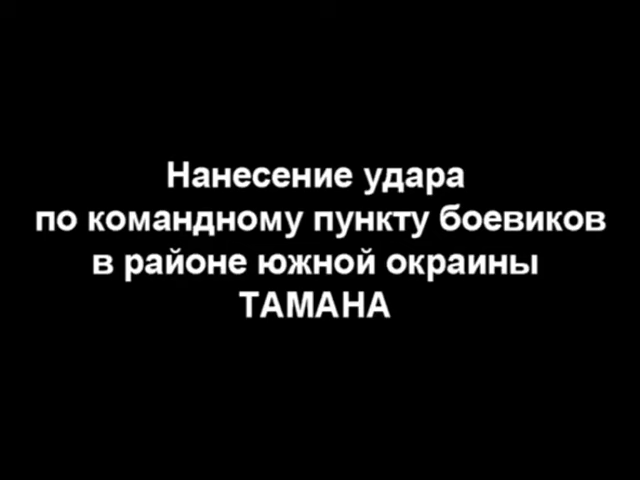 Нанесение удара
по командному пункту боевиков
в районе южной окраины
ТАМАНА